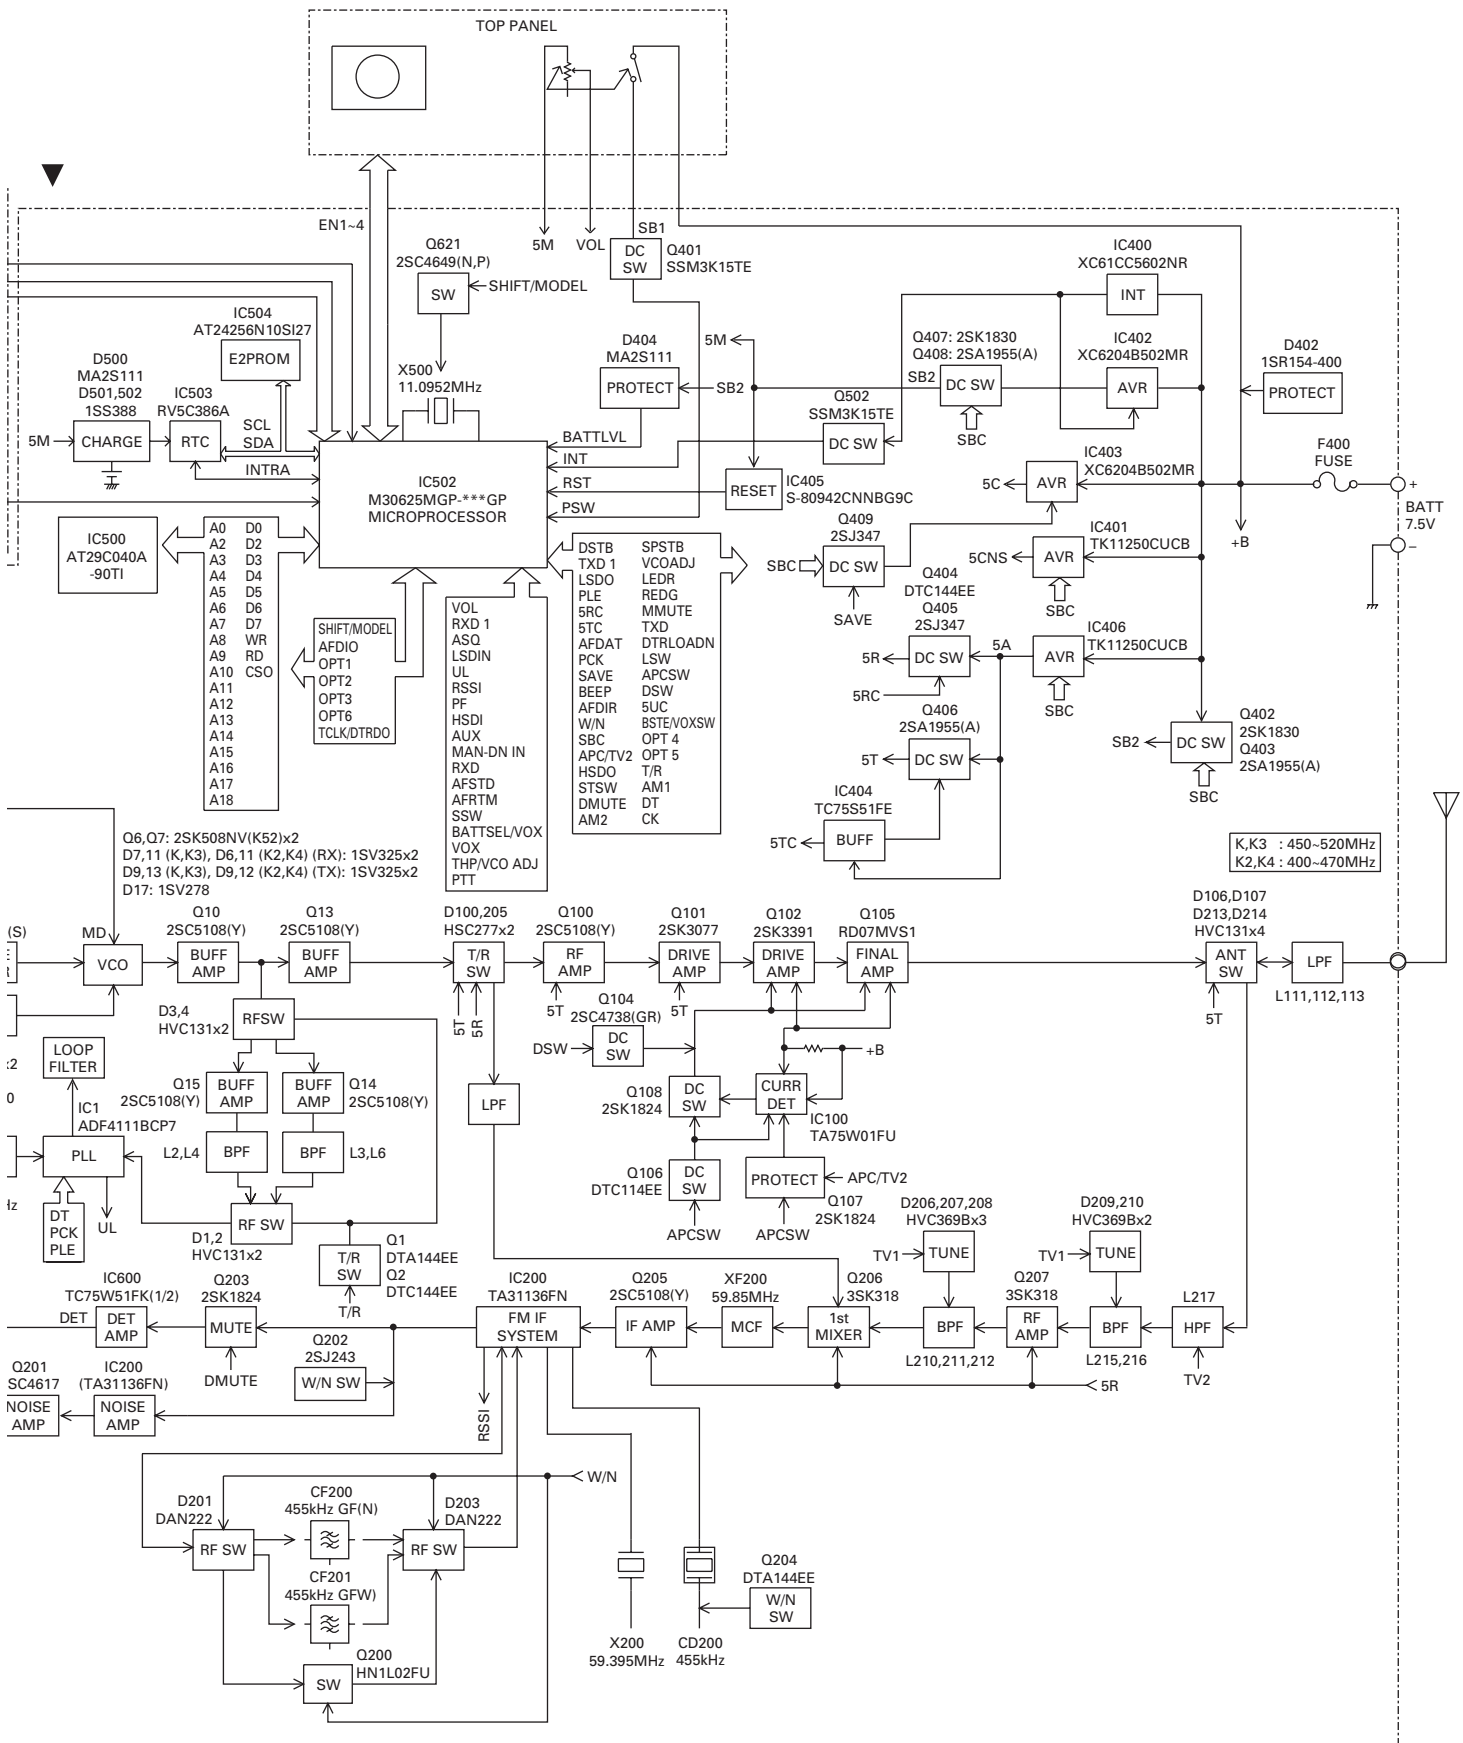 TOP PANEL
EN1~4
5M
VOL
SB1
DC
SW
Q401
SSM3K15TE
Q621
2SC4649(N,P)
SW
SHIFT/MODEL
IC400
XC61CC5602NR
INT
IC504
AT24256N10SI27
E2PROM
D500
MA2S111
D501,502
1SS388
CHARGE
5M
IC503
RV5C386A
RTC
SCL
SDA
INTRA
X500
11.0952MHz
D404
MA2S111
PROTECT
5M
SB2
Q407: 2SK1830
Q408: 2SA1955(A)
SB2
DC SW
SBC
IC402
XC6204B502MR
AVR
D402
1SR154-400
PROTECT
Q502
SSM3K15TE
DC SW
BATTLVL
INT
RST
PSW
IC502
M30625MGP-***GP
MICROPROCESSOR
RESET
IC405
S-80942CNNBG9C
IC403
XC6204B502MR
5C
AVR
F400
FUSE
+
BATT
7.5V
–
+B
IC500
AT29C040A
-90TI
A0 D0
A2 D2
A3 D3
A4 D4
A5 D5
A6 D6
A7 D7
A8 WR
A9 RD
A10 CSO
A11
A12
A13
A14
A15
A16
A17
A18
SHIFT/MODEL
AFDIO
OPT1
OPT2
OPT3
OPT6
TCLK/DTRDO
VOL
RXD 1
ASQ
LSDIN
UL
RSSI
PF
HSDI
AUX
MAN-DN IN
RXD
AFSTD
AFRTM
SSW
BATTSEL/VOX
VOX
THP/VCO ADJ
PTT
DSTB SPSTB
TXD 1 VCOADJ
LSDO LEDR
PLE REDG
5RC MMUTE
5TC TXD
AFDAT DTRLOADN
PCK LSW
SAVE APCSW
BEEP DSW
AFDIR 5UC
W/N BSTE/VOXSW
SBC OPT 4
APC/TV2 OPT 5
HSDO T/R
STSW AM1
DMUTE DT
AM2 CK
SBC
Q409
2SJ347
DC SW
SAVE
IC401
TK11250CUCB
5CNS
AVR
SBC
Q404
DTC144EE
Q405
2SJ347
5R
DC SW
5RC
5A
IC406
TK11250CUCB
AVR
SBC
Q406
2SA1955(A)
5T
DC SW
SB2
DC SW
Q402
2SK1830
Q403
2SA1955(A)
SBC
IC404
TC75S51FE
5TC
BUFF
K,K3 : 450~520MHz
K2,K4 : 400~470MHz
Q6,Q7: 2SK508NV(K52)x2
D7,11 (K,K3), D6,11 (K2,K4) (RX): 1SV325x2
D9,13 (K,K3), D9,12 (K2,K4) (TX): 1SV325x2
D17: 1SV278
(S)
MD
VCO
Q10
2SC5108(Y)
BUFF
AMP
Q13
2SC5108(Y)
BUFF
AMP
D100,205
HSC277x2
T/R
SW
5T
5R
Q100
2SC5108(Y)
RF
AMP
5T
Q101
2SK3077
DRIVE
AMP
5T
Q102
2SK3391
DRIVE
AMP
Q105
RD07MVS1
FINAL
AMP
D106,D107
D213,D214
HVC131x4
ANT
SW
5T
LPF
L111,112,113
D3,4
HVC131x2
RFSW
Q104
2SC4738(GR)
DSW
DC
SW
+B
LOOP
FILTER
Q15
2SC5108(Y)
BUFF
AMP
BUFF
AMP
Q14
2SC5108(Y)
LPF
Q108
2SK1824
DC
SW
CURR
DET
IC100
TA75W01FU
IC1
ADF4111BCP7
PLL
L2,L4
BPF
BPF
L3,L6
Q106
DTC114EE
DC
SW
APCSW
PROTECT
APC/TV2
Q107
2SK1824
APCSW
DT
PCK
PLE
UL
D1,2
HVC131x2
RF SW
T/R
SW
Q1
DTA144EE
Q2
DTC144EE
T/R
D206,207,208
HVC369Bx3
TV1
TUNE
D209,210
HVC369Bx2
TV1
TUNE
IC600
TC75W51FK(1/2)
DET
DET
AMP
Q203
2SK1824
MUTE
DMUTE
IC200
TA31136FN
FM IF
SYSTEM
Q205
2SC5108(Y)
IF AMP
XF200
59.85MHz
MCF
Q206
3SK318
1st
MIXER
BPF
L210,211,212
Q207
3SK318
RF
AMP
BPF
L215,216
L217
HPF
TV2
5R
Q202
2SJ243
W/N SW
Q201
SC4617
NOISE
AMP
IC200
(TA31136FN)
NOISE
AMP
RSSI
W/N
D201
DAN222
RF SW
CF200
455kHz GF(N)
D203
DAN222
RF SW
CF201
455kHz GFW)
Q200
HN1L02FU
SW
X200
59.395MHz
CD200
455kHz
Q204
DTA144EE
W/N
SW